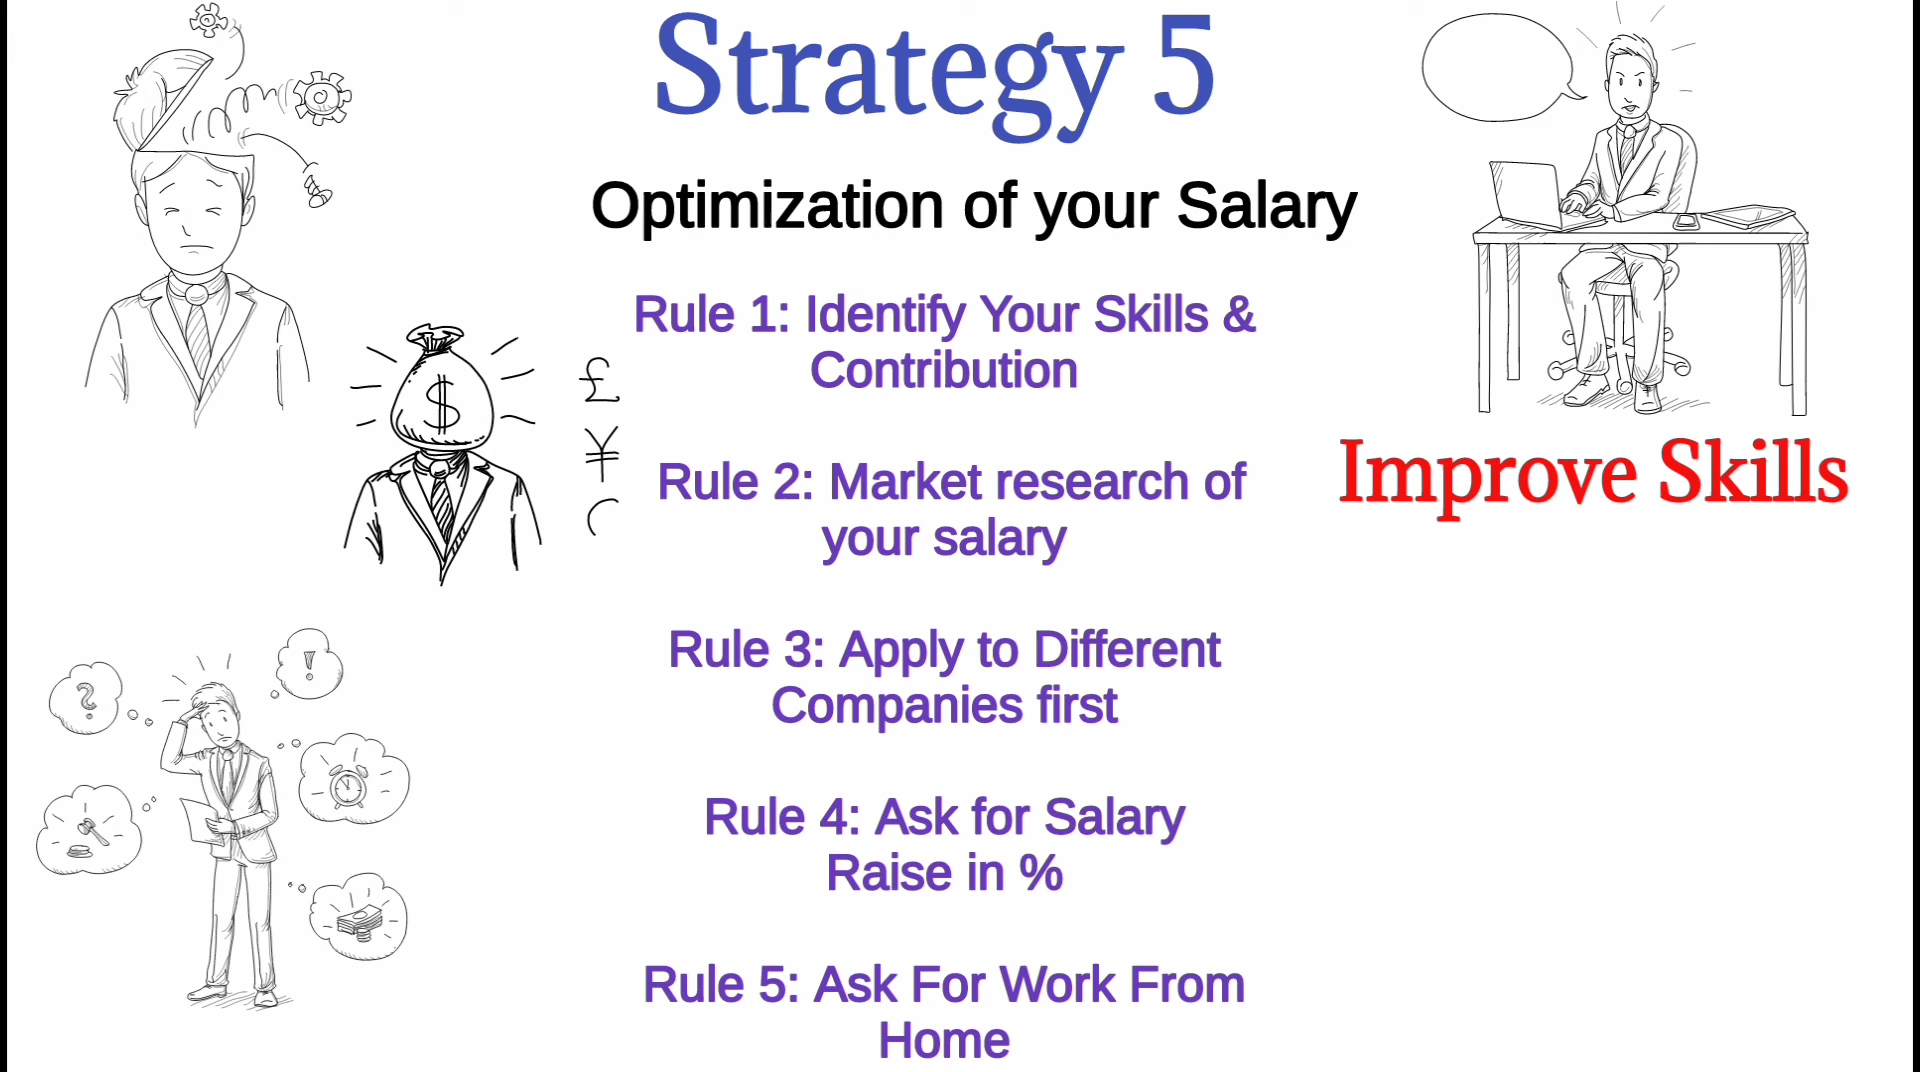 Strategy 5
Optimization of your Salary
Rule 1: Identify Your Skills &
Contribution
$
£
¥
Rule 2: Market research of
your salary
Improve Skills
Rule 3: Apply to Different
Companies first
?
!
Rule 4: Ask for Salary
Raise in %
Rule 5: Ask For Work From
Home